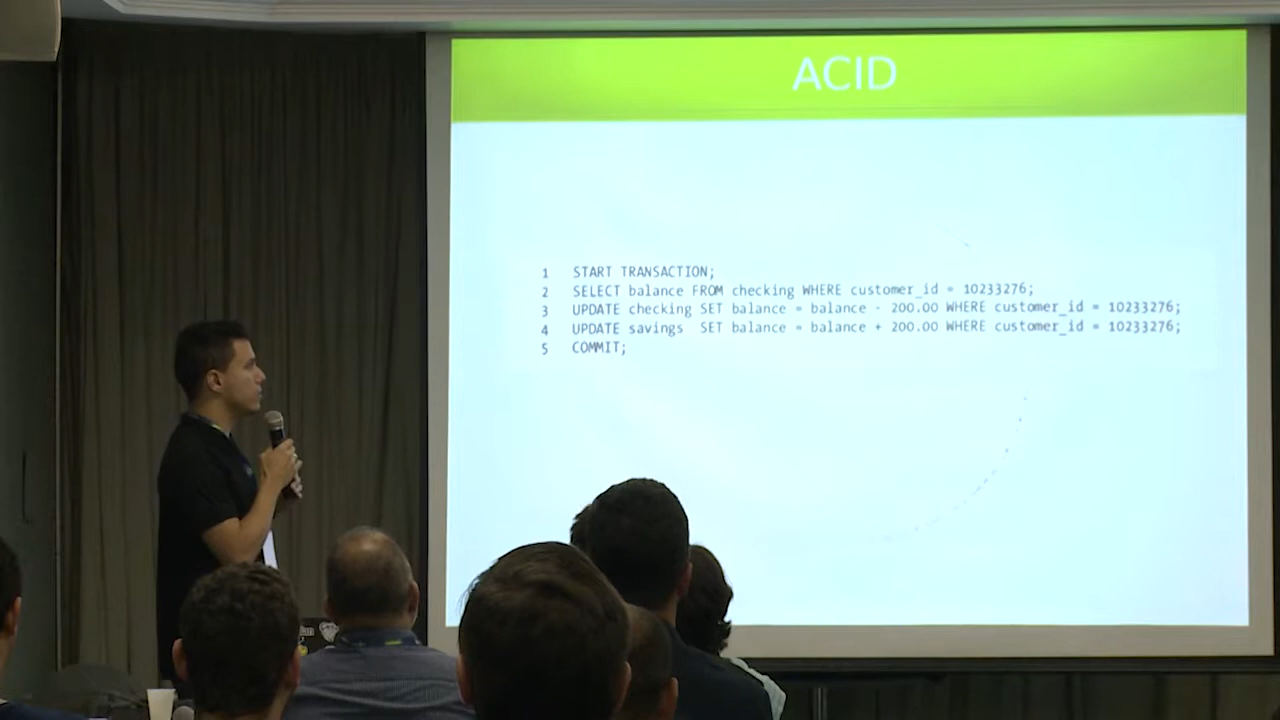 ACID
1 START TRANSACTION;
2 SELECT balance FROM checking WHERE customer_id = 10233276;
3 UPDATE checking SET balance = balance - 200.00 WHERE customer_id = 10233276;
4 UPDATE savings  SET balance = balance + 200.00 WHERE customer_id = 10233276;
5 COMMIT;